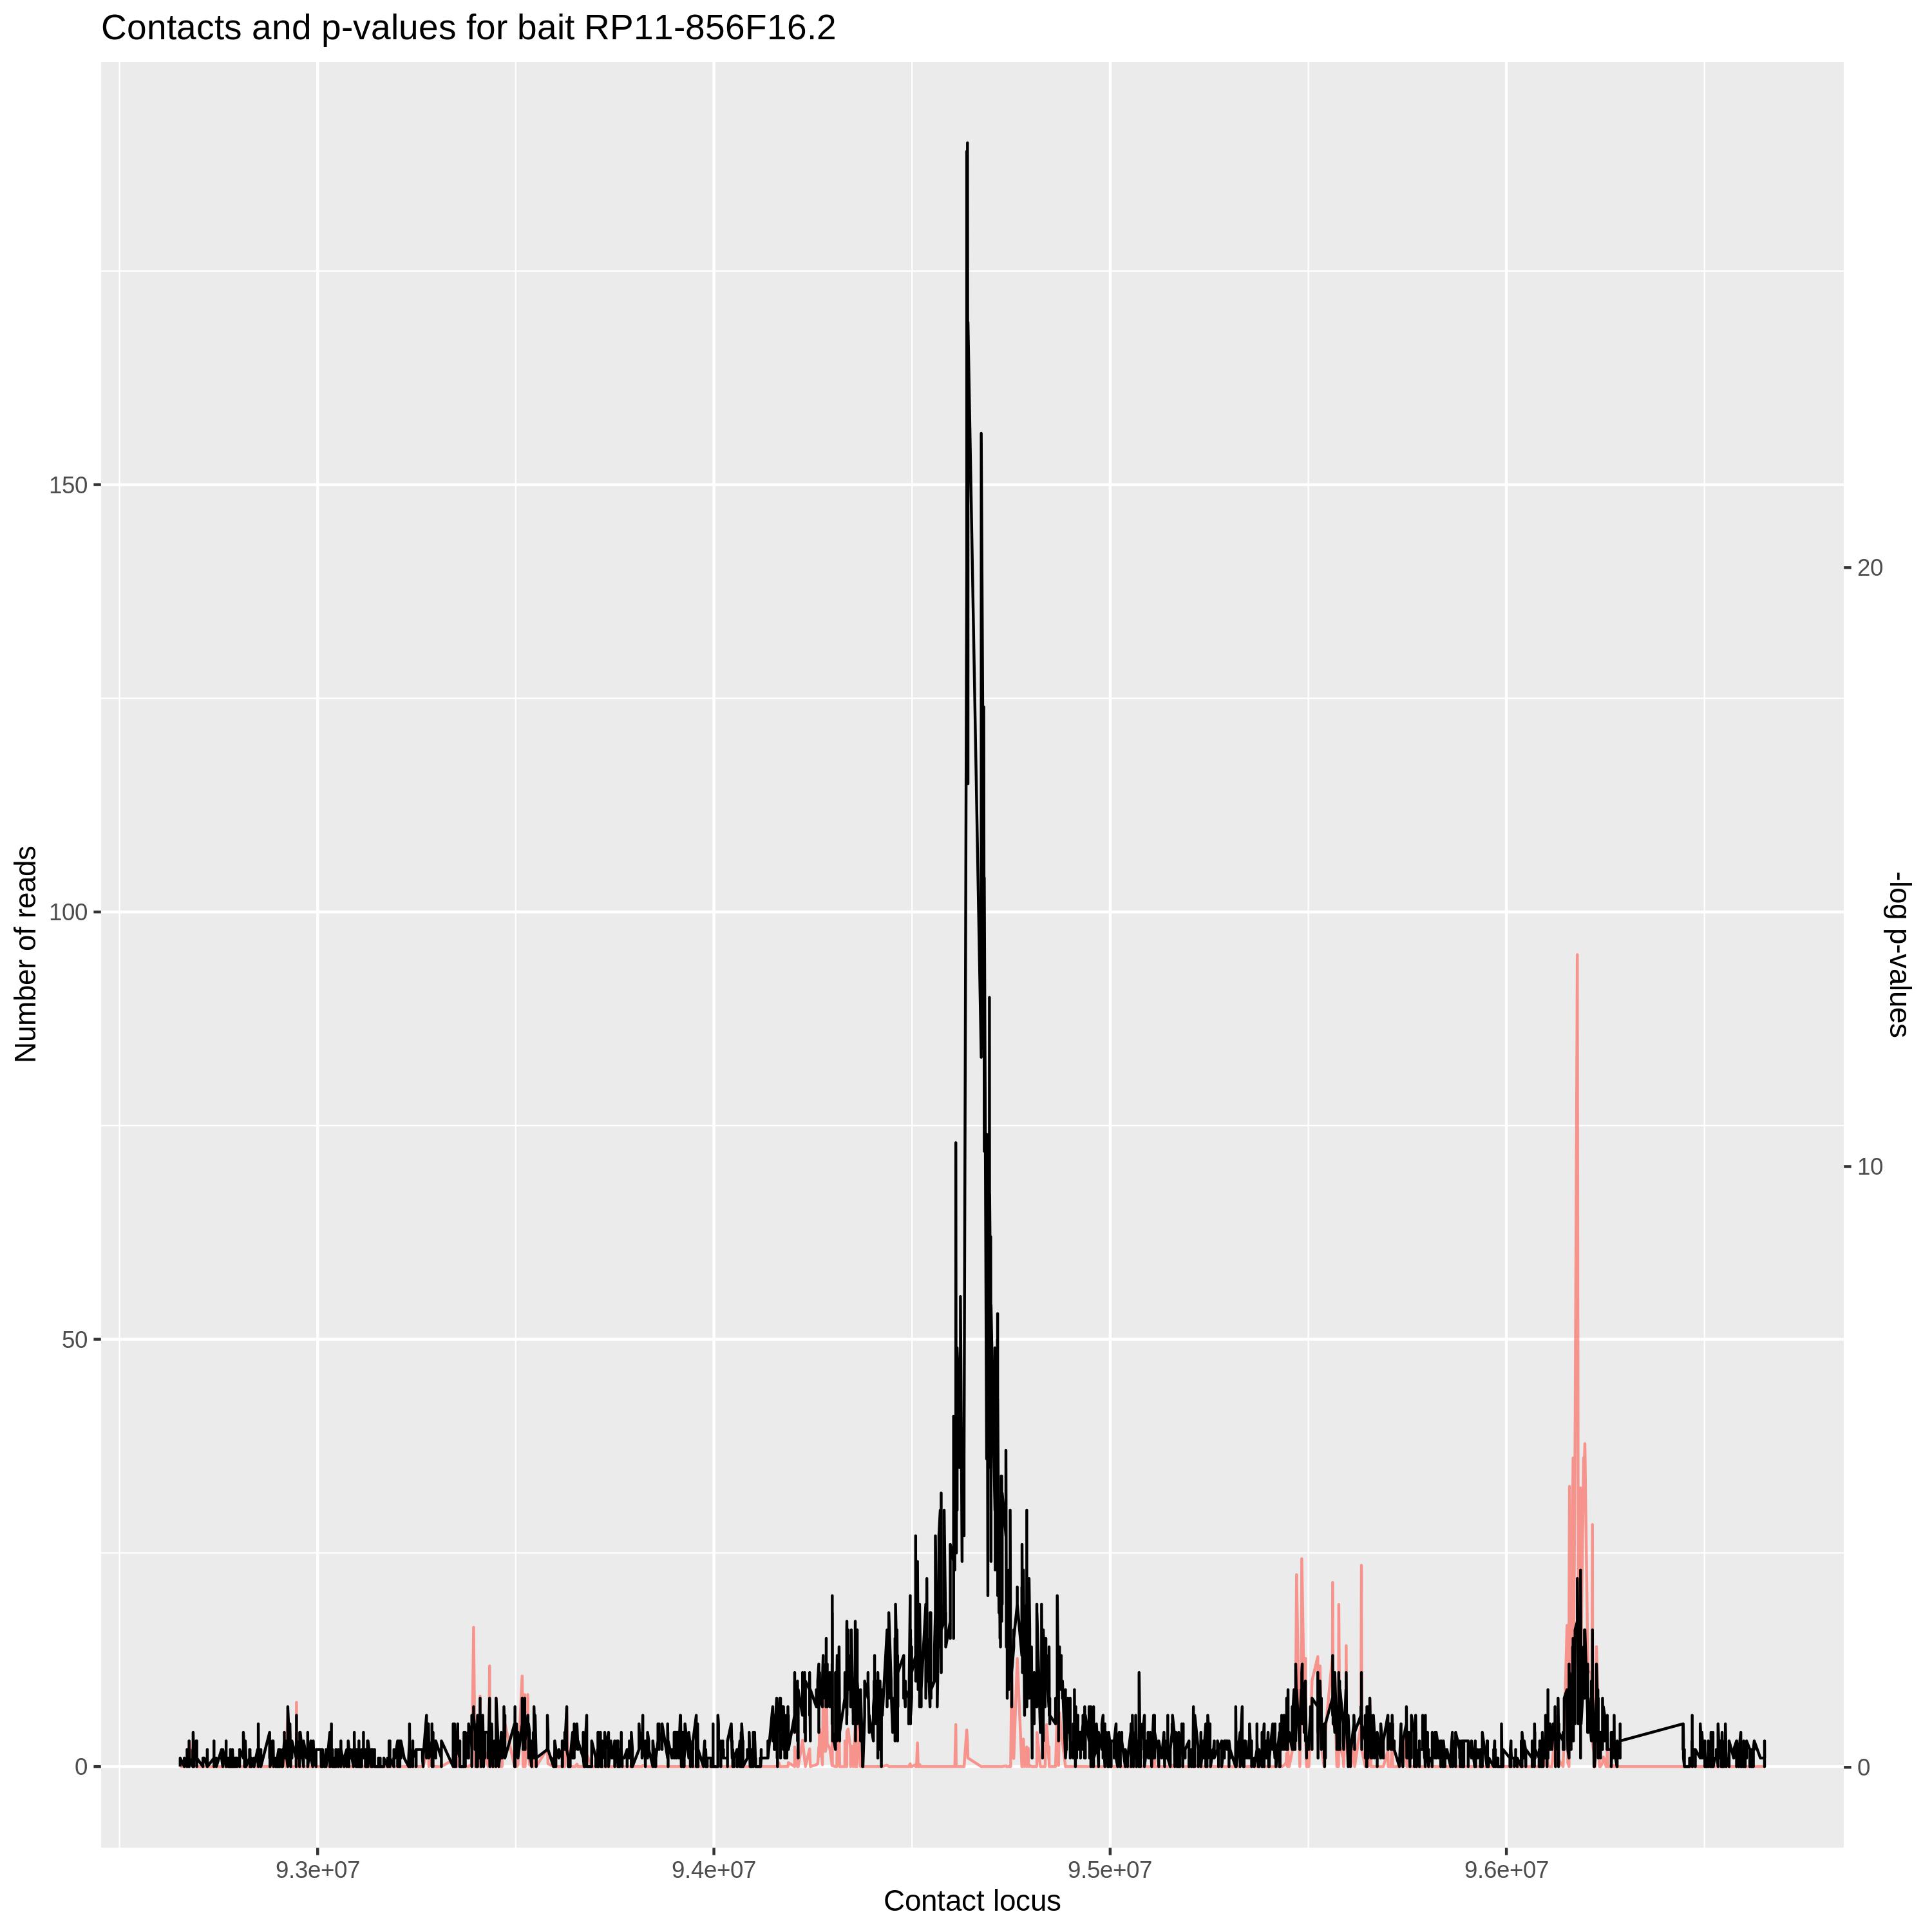 Contacts and p-values for bait RP11-856F16.2
150
100
50
0
20
10
0
Number of reads
-log p-values
9.3e+07 9.4e+07 9.5e+07 9.6e+07
Contact locus